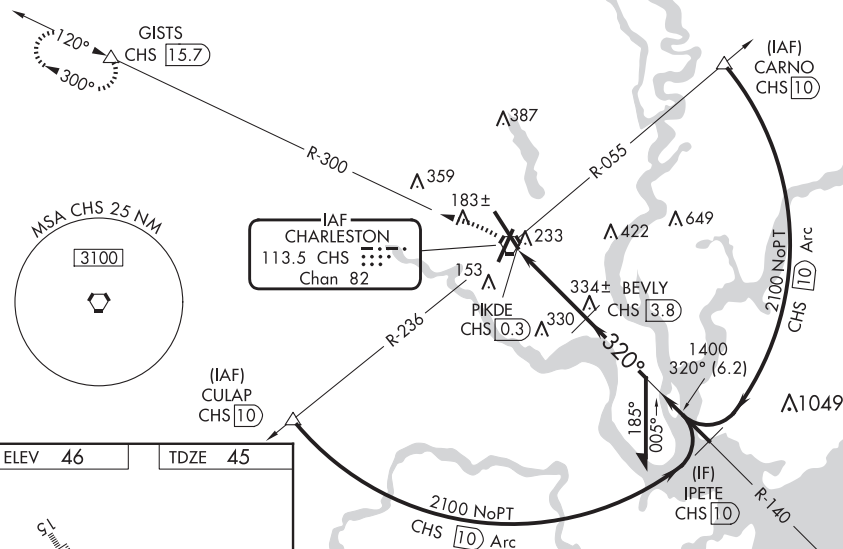 GISTS
CHS 15.7
120°
300°
(IAF)
CARNO
CHS 10
387
R-300
R-055
359
183±
MSA CHS 25 NM
3100
IAF
CHARLESTON
113.5 CHS
Chan 82
233
422
649
2100 NoPT
CHS 10 Arc
153
334±
BEVLY
CHS 3.8
PIKDE
CHS 0.3
330
R-236
320°
1400
320° (6.2)
(IAF)
CULAP
CHS 10
1049
185°
005°
ELEV 46
TDZE 45
(IF)
IPETE
CHS 10
R-140
2100 NoPT
CHS 10 Arc
15